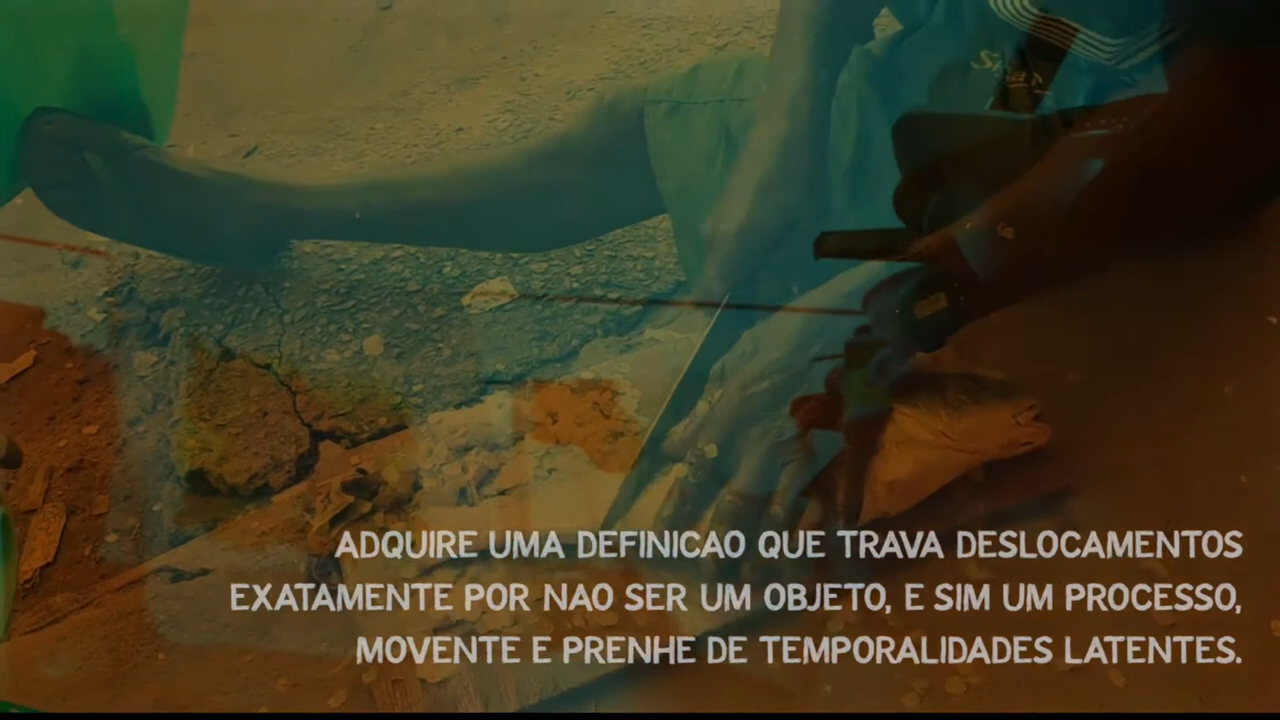 ADQUIRE UMA DEFINICAO QUE TRAVA DESLOCAMENTOS
EXATAMENTE POR NAO SER UM OBJETO, E SIM UM PROCESSO,
MOVENTE E PRENHE DE TEMPORALIDADES LATENTES.